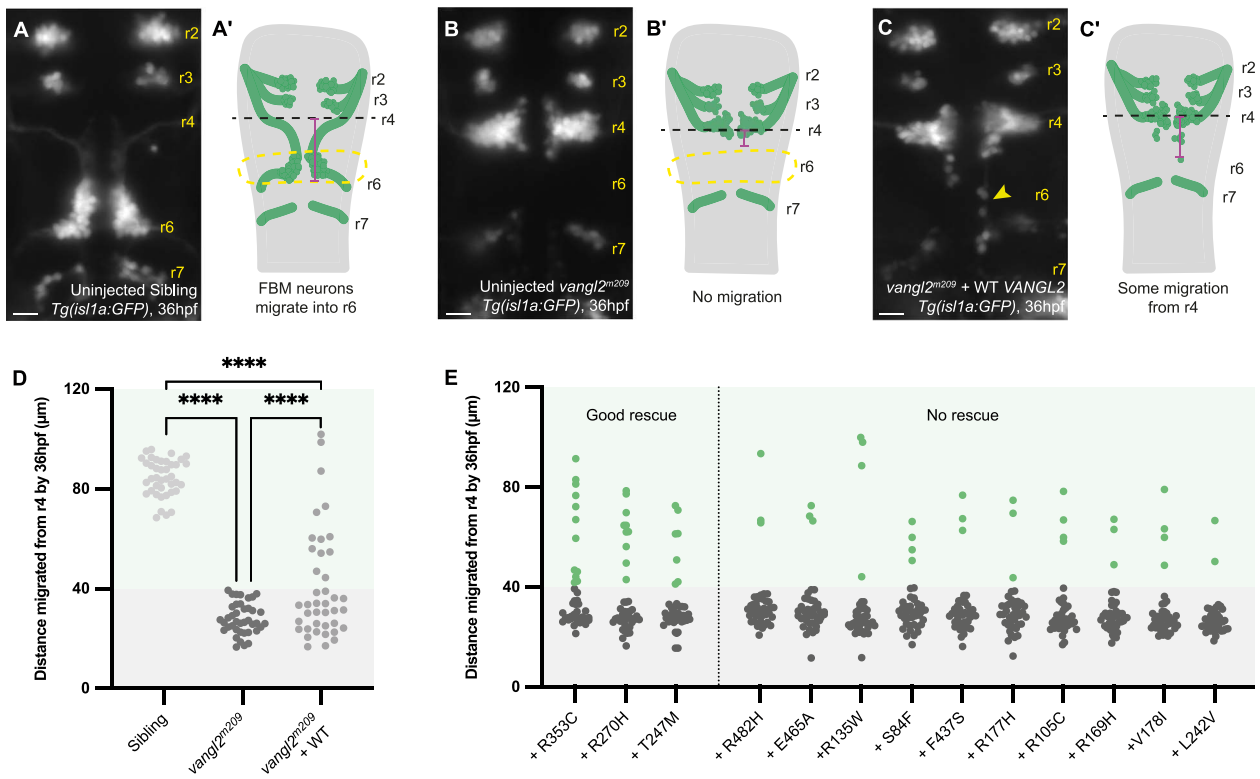 A
r2
r3
r4
r6
r7
Uninjected Sibling
Tg(isl1a:GFP), 36hpf
A'
r2
r3
r4
r6
r7
FBM neurons
migrate into r6
B
r2
r3
r4
r6
r7
Uninjected vangl2m209
Tg(isl1a:GFP), 36hpf
B'
r2
r3
r4
r6
r7
No migration
C
r2
r3
r4
r6
r7
vangl2m209 + WT VANGL2
Tg(isl1a:GFP), 36hpf
C'
r2
r3
r4
r6
r7
Some migration
from r4
D
Distance migrated from r4 by 36hpf (μm)
120
80
40
0
****
**** ****
Sibling
vangl2m209
vangl2m209
+ WT
E
Distance migrated from r4 by 36hpf (μm)
120
80
40
0
Good rescue
No rescue
+ R353C
+ R270H
+ T247M
+ R482H
+ E465A
+R135W
+ S84F
+ F437S
+ R177H
+ R105C
+ R169H
+V178I
+ L242V